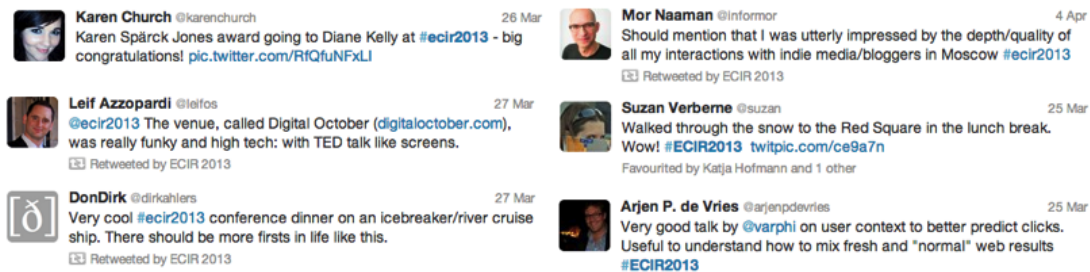 Karen Church @karenchurch 26 Mar
Karen Spärck Jones award going to Diane Kelly at #ecir2013 - big
congratulations! pic.twitter.com/RfQfuNFxLI
Leif Azzopardi @leifos 27 Mar
@ecir2013 The venue, called Digital October (digitaloctober.com),
was really funky and high tech: with TED talk like screens.
Retweeted by ECIR 2013
[ð]
DonDirk @dirkahlers 27 Mar
Very cool #ecir2013 conference dinner on an icebreaker/river cruise
ship. There should be more firsts in life like this.
Retweeted by ECIR 2013
Mor Naaman @informor 4 Apr
Should mention that I was utterly impressed by the depth/quality of
all my interactions with indie media/bloggers in Moscow #ecir2013
Retweeted by ECIR 2013
Suzan Verberne @suzan 25 Mar
Walked through the snow to the Red Square in the lunch break.
Wow! #ECIR2013 twitpic.com/ce9a7n
Favourited by Katja Hofmann and 1 other
Arjen P. de Vries @arjenpdevries 25 Mar
Very good talk by @varphi on user context to better predict clicks.
Useful to understand how to mix fresh and "normal" web results
#ECIR2013